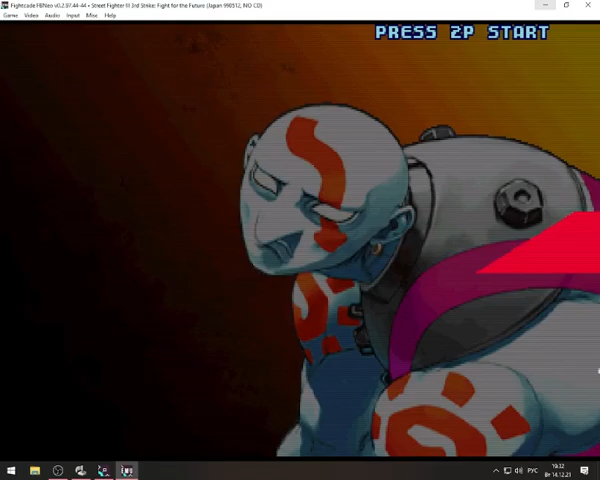 Fightcade FBNeo v0.2.97.44-44 • Street Fighter III 3rd Strike: Fight for the Future (Japan 990512, NO CD)
Game Video Audio Input Misc Help
PRESS 2P START
РУС
19:32
Вт 14.12.21